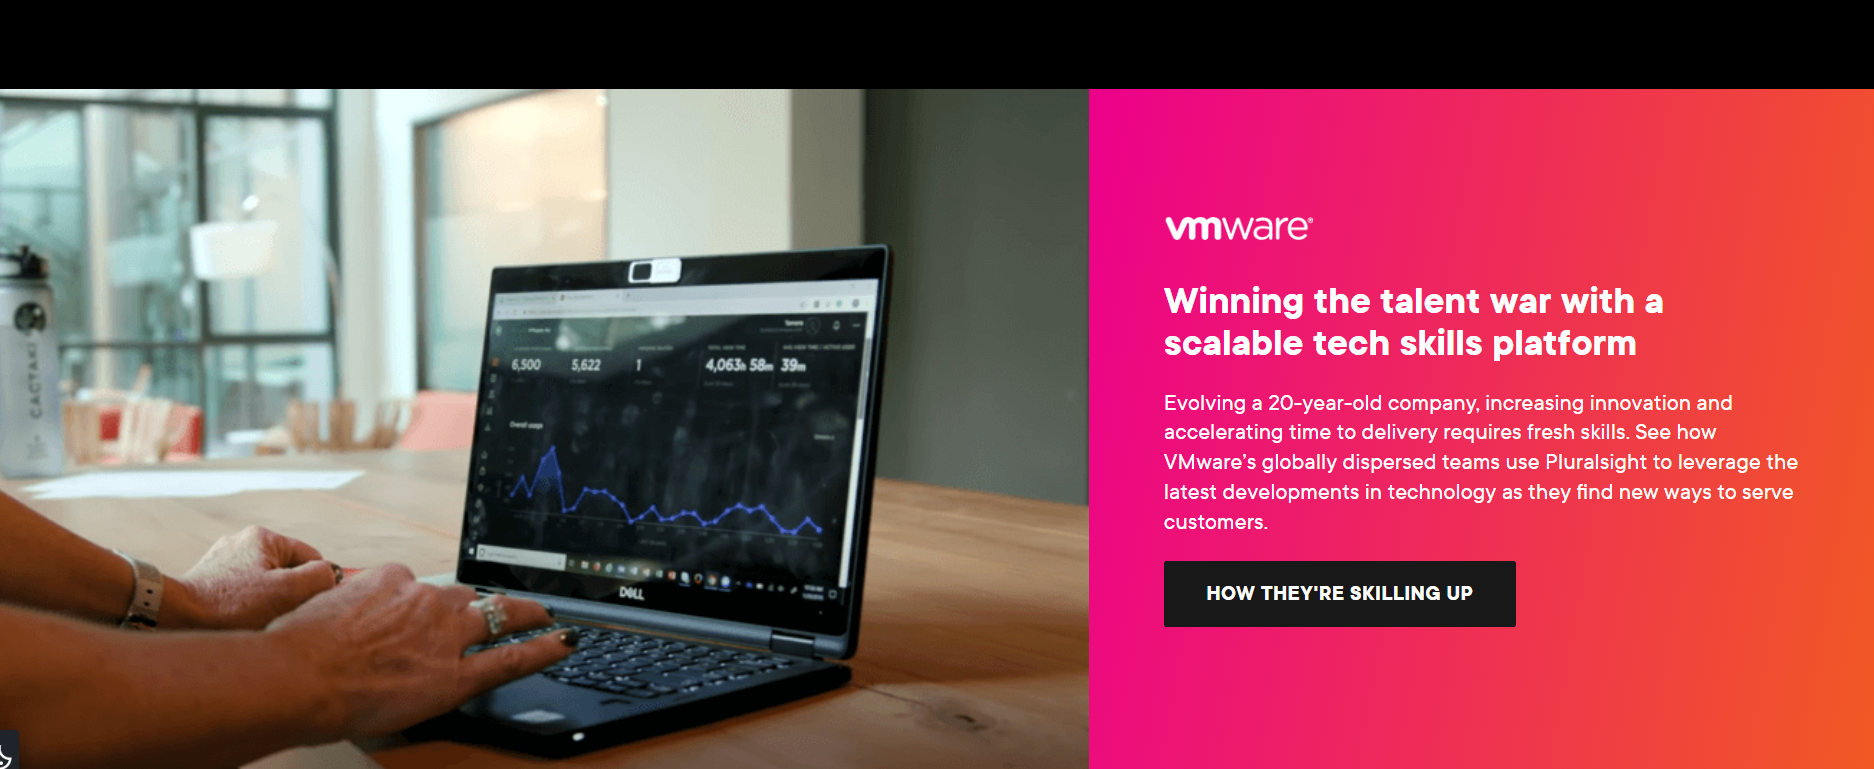 vmware®
Winning the talent war with a
scalable tech skills platform
Evolving a 20-year-old company, increasing innovation and
accelerating time to delivery requires fresh skills. See how
VMware’s globally dispersed teams use Pluralsight to leverage the
latest developments in technology as they find new ways to serve
customers.
HOW THEY'RE SKILLING UP
CACTAKI
6,500 5,622 1 4,063h 58m 39m
Overall usage
DELL